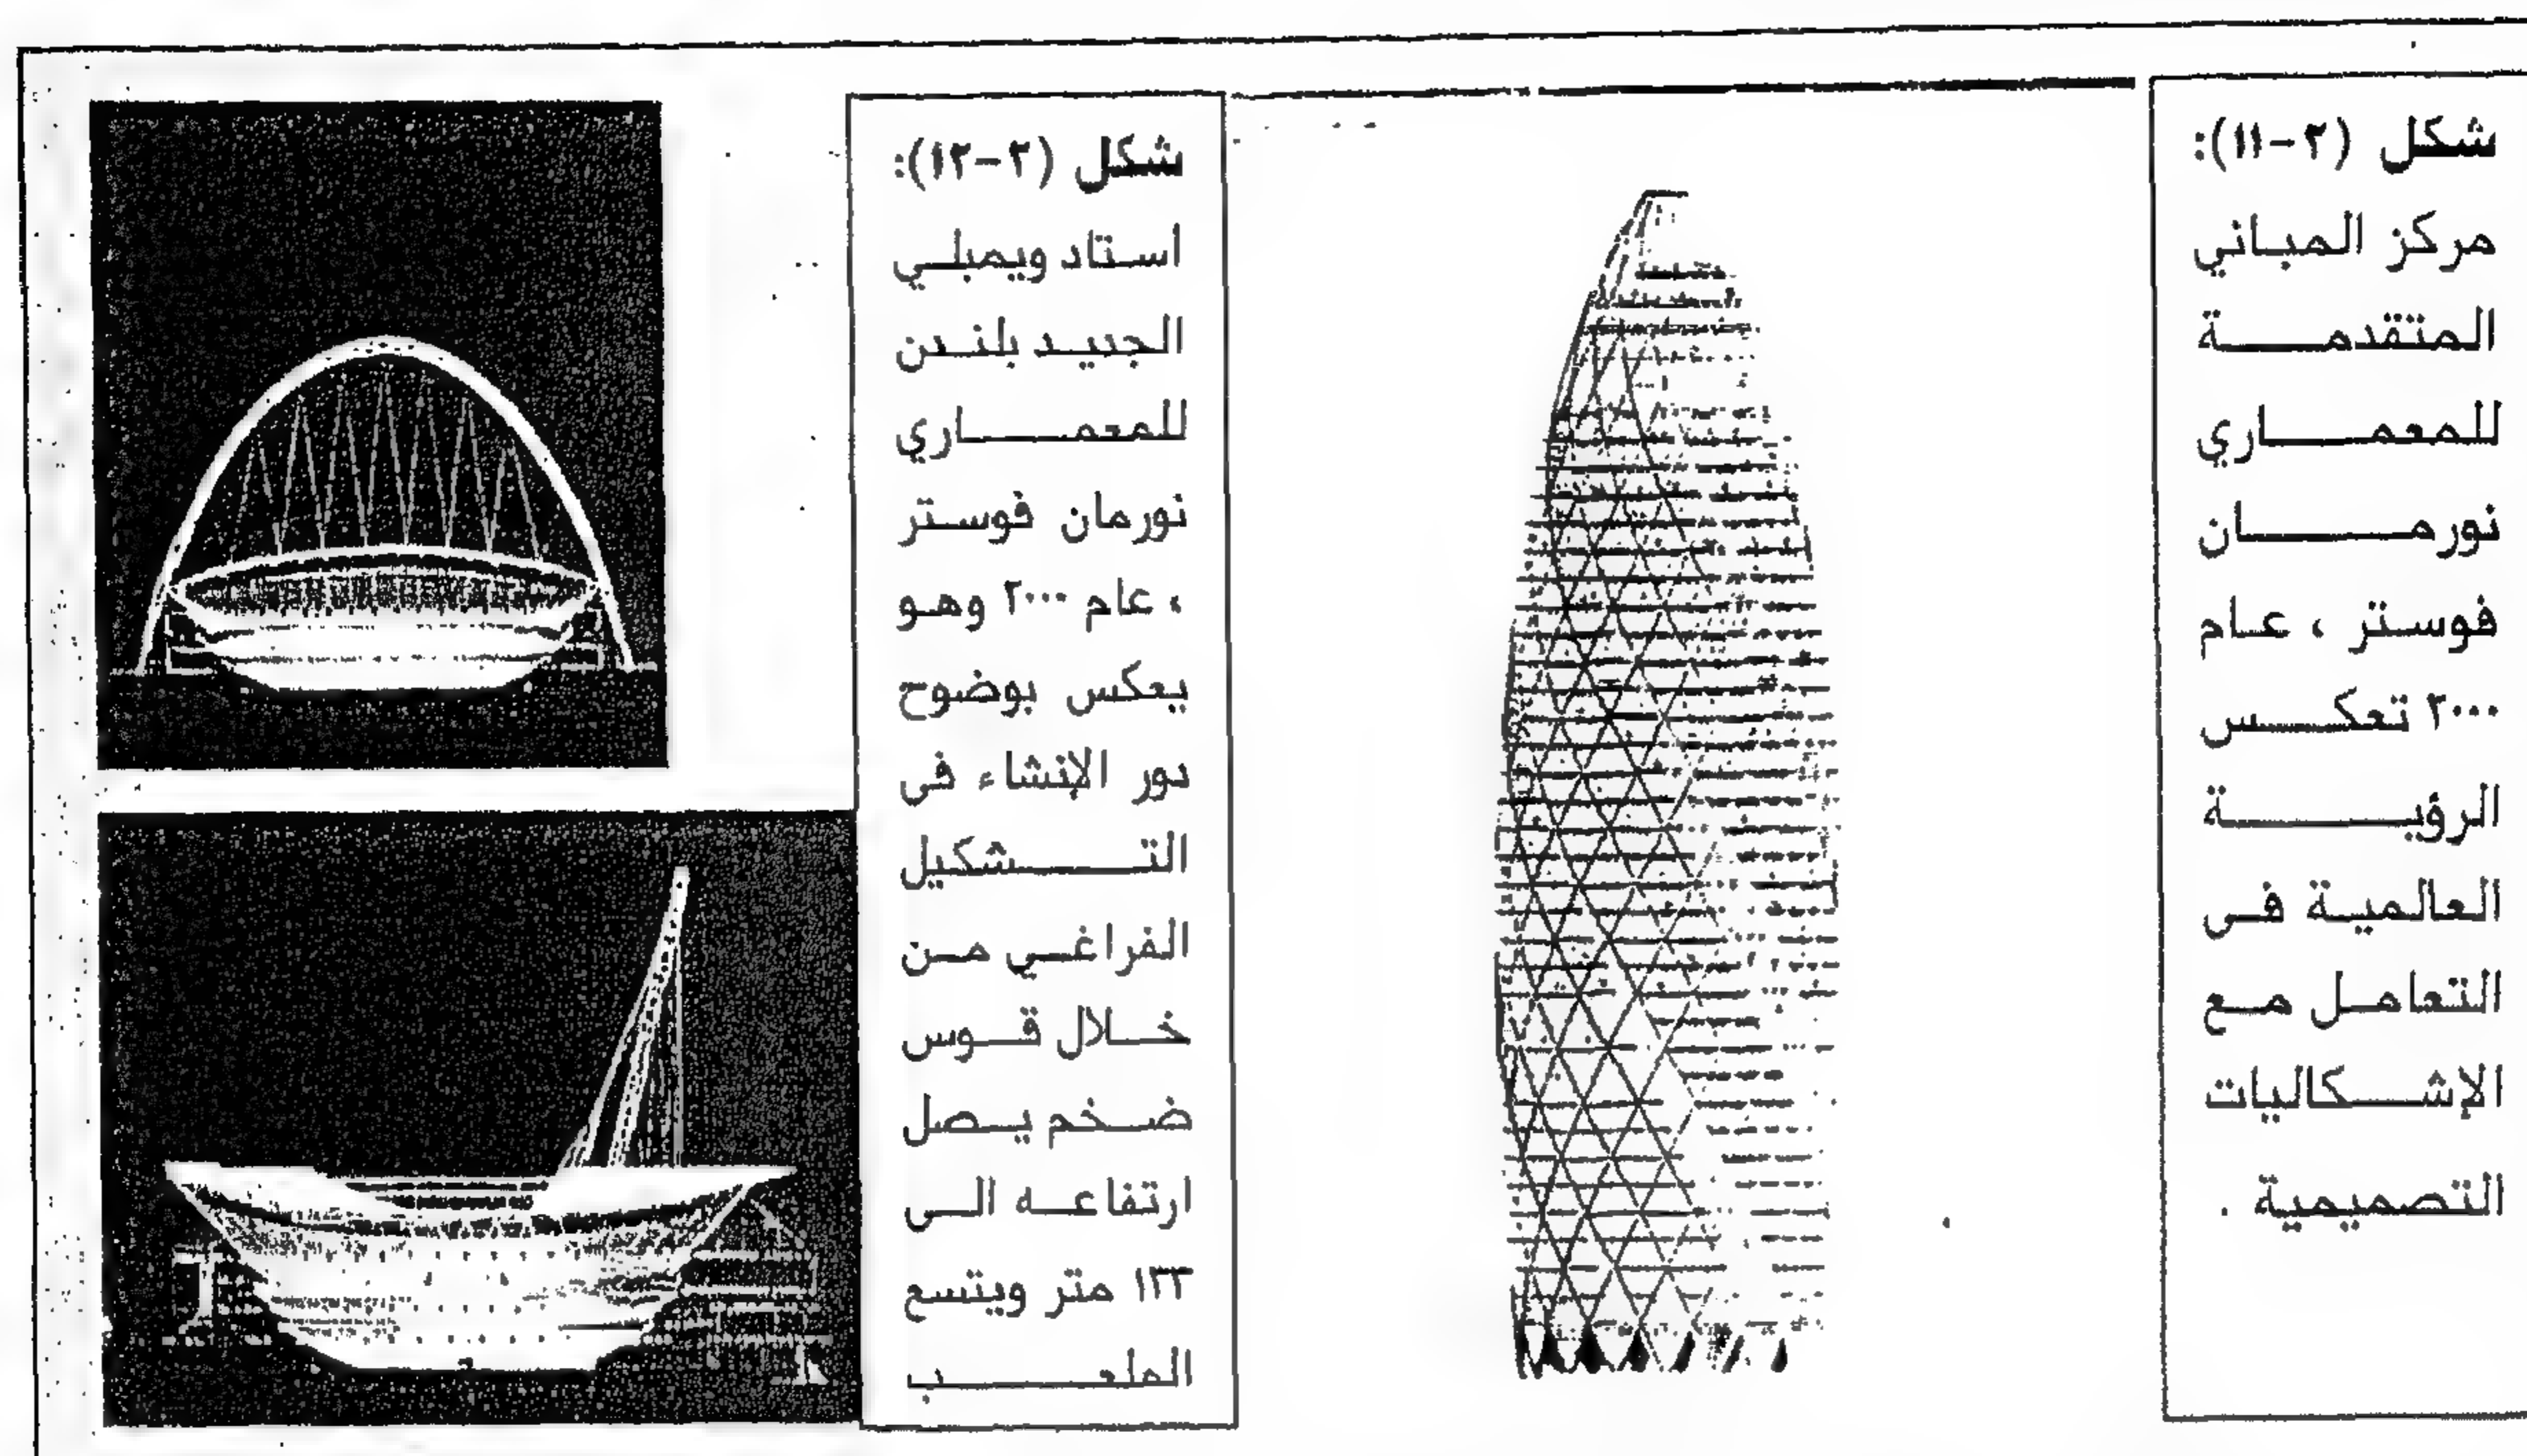 شكل (٢-١١):
مركز المباني
المتقدمة
للمعماري
نورمان
فوستر ، عام
٢٠٠٠ تعكس
الرؤية
العالمية فى
التعامل مع
الإشكاليات
التصميمية .
شكل (٢-١٢):
استاد ويمبلي
الجديد بلندن
للمعماري
نورمان فوستر
، عام ٢٠٠٠ وهو
يعكس بوضوح
دور الإنشاء فى
التشكيل
الفراغي من
خلال قوس
ضخم يصل
ارتفاعه الى
١٣٣ متر ويتسع
الملعب